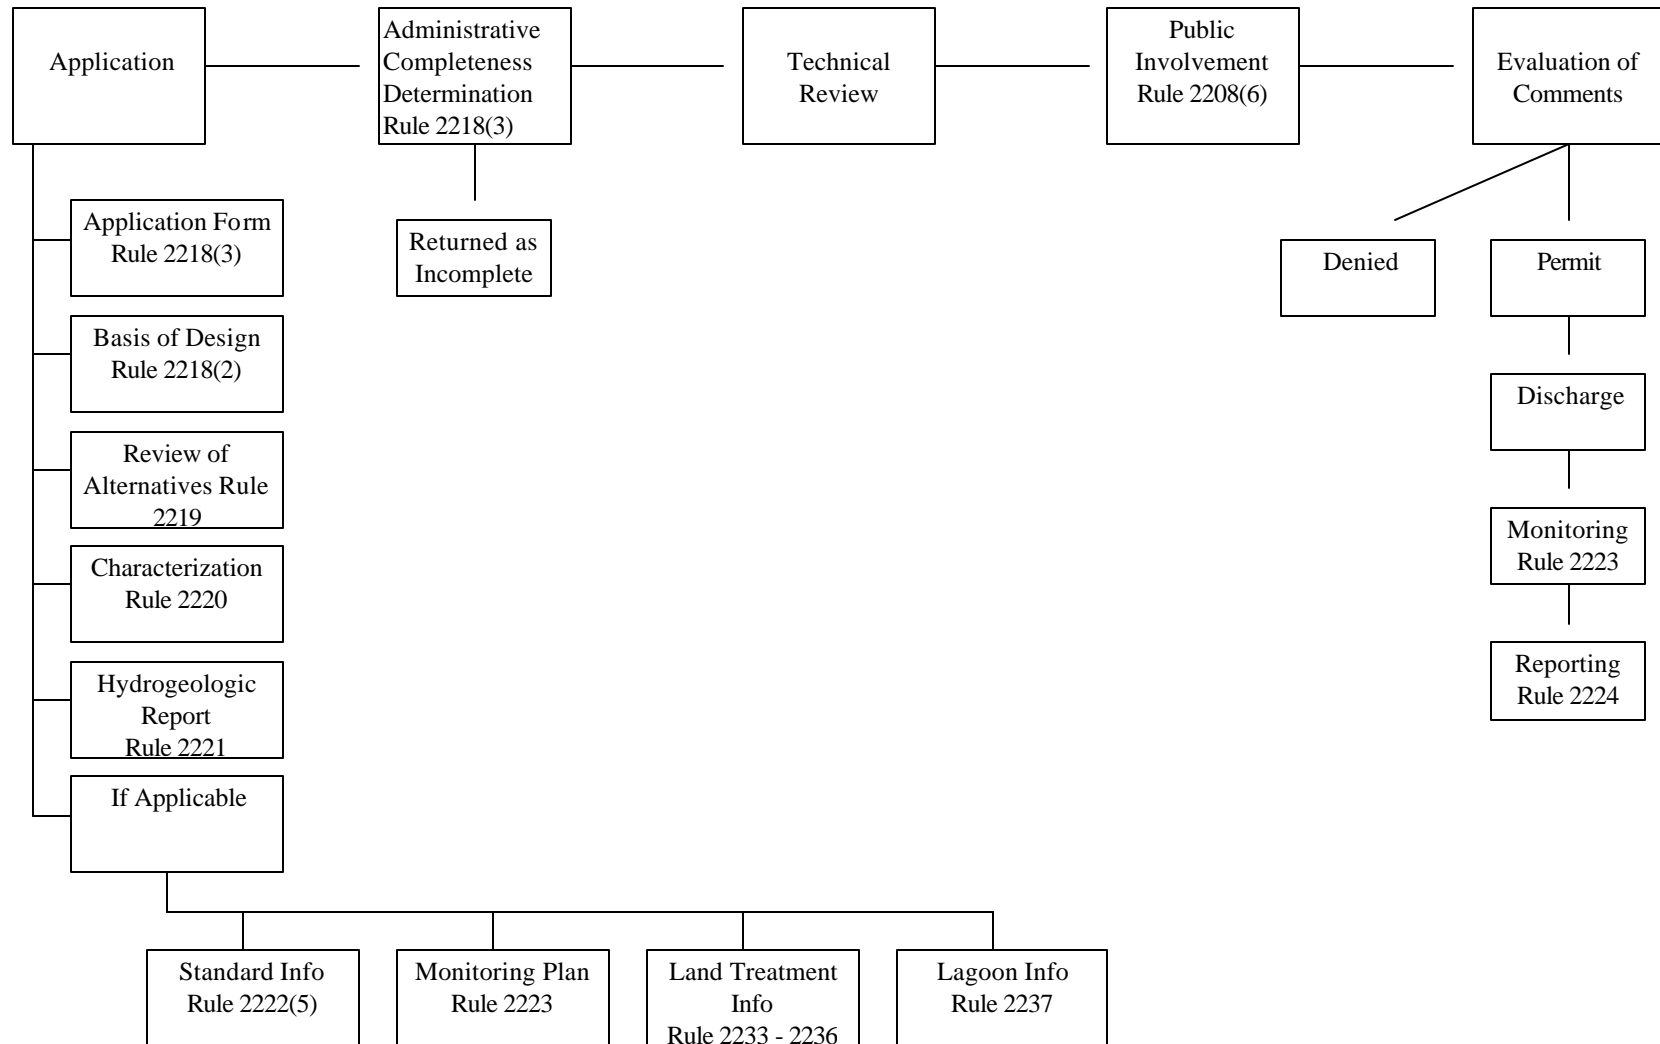 Application
Administrative
Completeness
Determination
Rule 2218(3)
Technical
Review
Public
Involvement
Rule 2208(6)
Evaluation of
Comments
Application Form
Rule 2218(3)
Returned as
Incomplete
Denied
Permit
Basis of Design
Rule 2218(2)
Discharge
Review of
Alternatives Rule
2219
Monitoring
Rule 2223
Characterization
Rule 2220
Reporting
Rule 2224
Hydrogeologic
Report
Rule 2221
If Applicable
Standard Info
Rule 2222(5)
Monitoring Plan
Rule 2223
Land Treatment
Info
Rule 2233 - 2236
Lagoon Info
Rule 2237